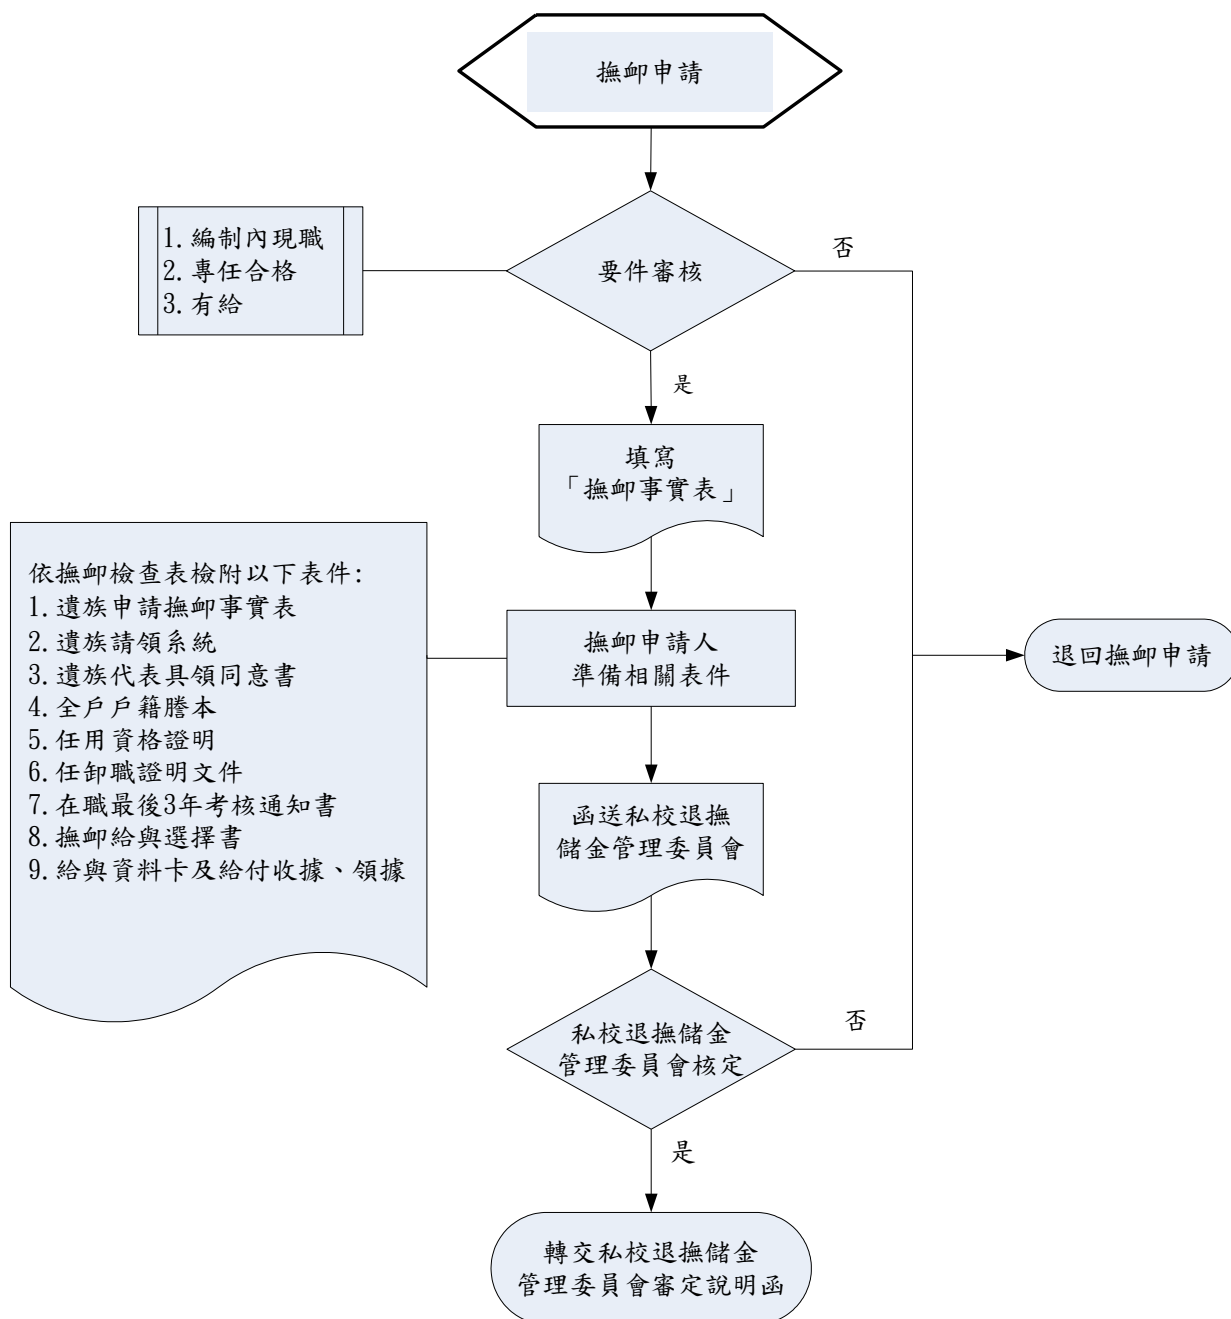 撫卹申請
1.編制內現職
2.專任合格
3.有給
要件審核
否
是
填寫
「撫卹事實表」
依撫卹檢查表檢附以下表件:
1.遺族申請撫卹事實表
2.遺族請領系統
3.遺族代表具領同意書
4.全戶戶籍謄本
5.任用資格證明
6.任卸職證明文件
7.在職最後3年考核通知書
8.撫卹給與選擇書
9.給與資料卡及給付收據、領據
撫卹申請人
準備相關表件
退回撫卹申請
函送私校退撫
儲金管理委員會
私校退撫儲金
管理委員會核定
否
是
轉交私校退撫儲金
管理委員會審定說明函